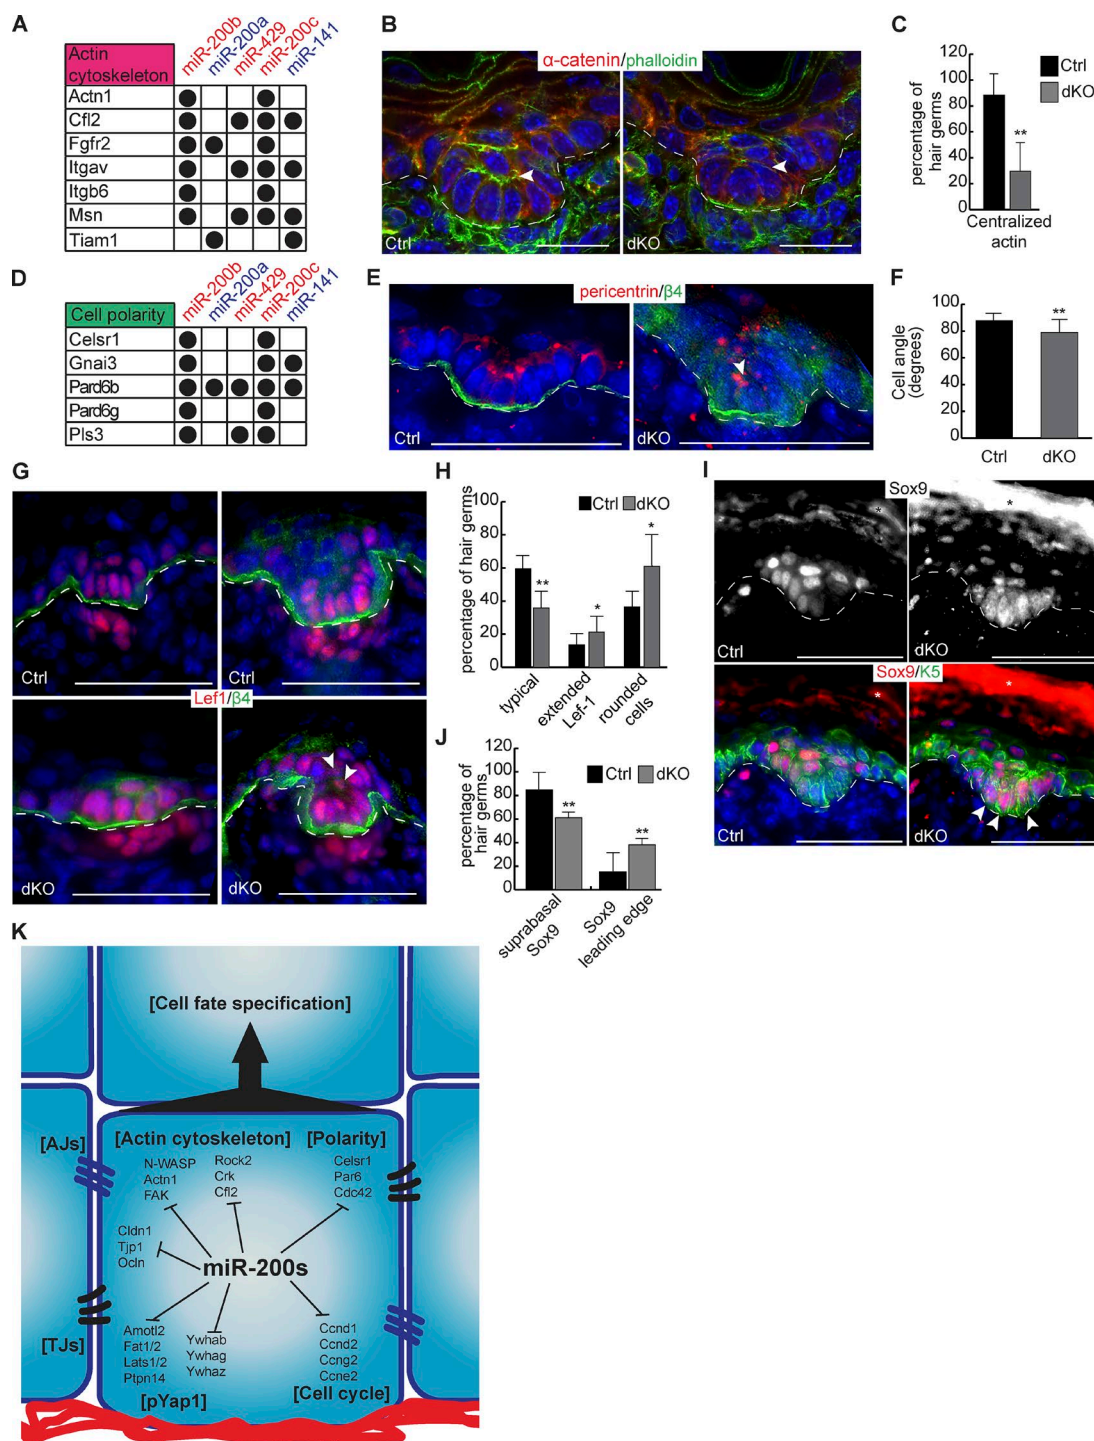 A
miR-200b
miR-200a
miR-429
miR-200c
miR-141
Actin
cytoskeleton
Actn1
Cfl2
Fgfr2
Itgav
Itgb6
Msn
Tiam1
B
α-catenin/phalloidin
Ctrl
dKO
C
Ctrl
dKO
percentage of
hair germs
120
100
80
60
40
20
**
Centralized
actin
D
miR-200b
miR-200a
miR-429
miR-200c
miR-141
Cell polarity
Celsr1
Gnai3
Pard6b
Pard6g
Pls3
E
pericentrin/β4
Ctrl
dKO
F
Cell angle
(degrees)
100
80
60
40
20
0
**
Ctrl
dKO
G
Ctrl
Ctrl
Lef1/β4
dKO
dKO
H
percentage of hair germs
100
80
60
40
20
0
Ctrl
dKO
**
*
*
typical
extended
Lef-1
rounded
cells
I
Sox9
*
*
Ctrl
dKO
Sox9/K5
*
*
Ctrl
dKO
J
percentage of
hair germs
120
100
80
60
40
20
0
Ctrl
dKO
**
**
suprabasal
Sox9
Sox9
leading edge
K
[Cell fate specification]
[AJs]
[Actin cytoskeleton]
[Polarity]
N-WASP
Actn1
FAK
Rock2
Crk
Cfl2
Celsr1
Par6
Cdc42
Cldn1
Tjp1
Ocln
miR-200s
[TJs]
Amotl2
Fat1/2
Lats1/2
Ptpn14
Ywhab
Ywhag
Ywhaz
Ccnd1
Ccnd2
Ccng2
Ccne2
[pYap1]
[Cell cycle]